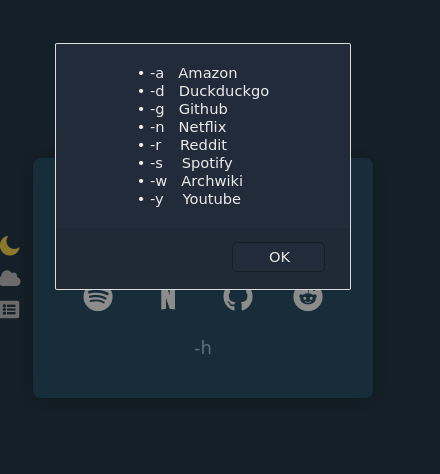 • -a Amazon
• -d Duckduckgo
• -g Github
• -n Netflix
• -r Reddit
• -s Spotify
• -w Archwiki
• -y Youtube
OK
-h